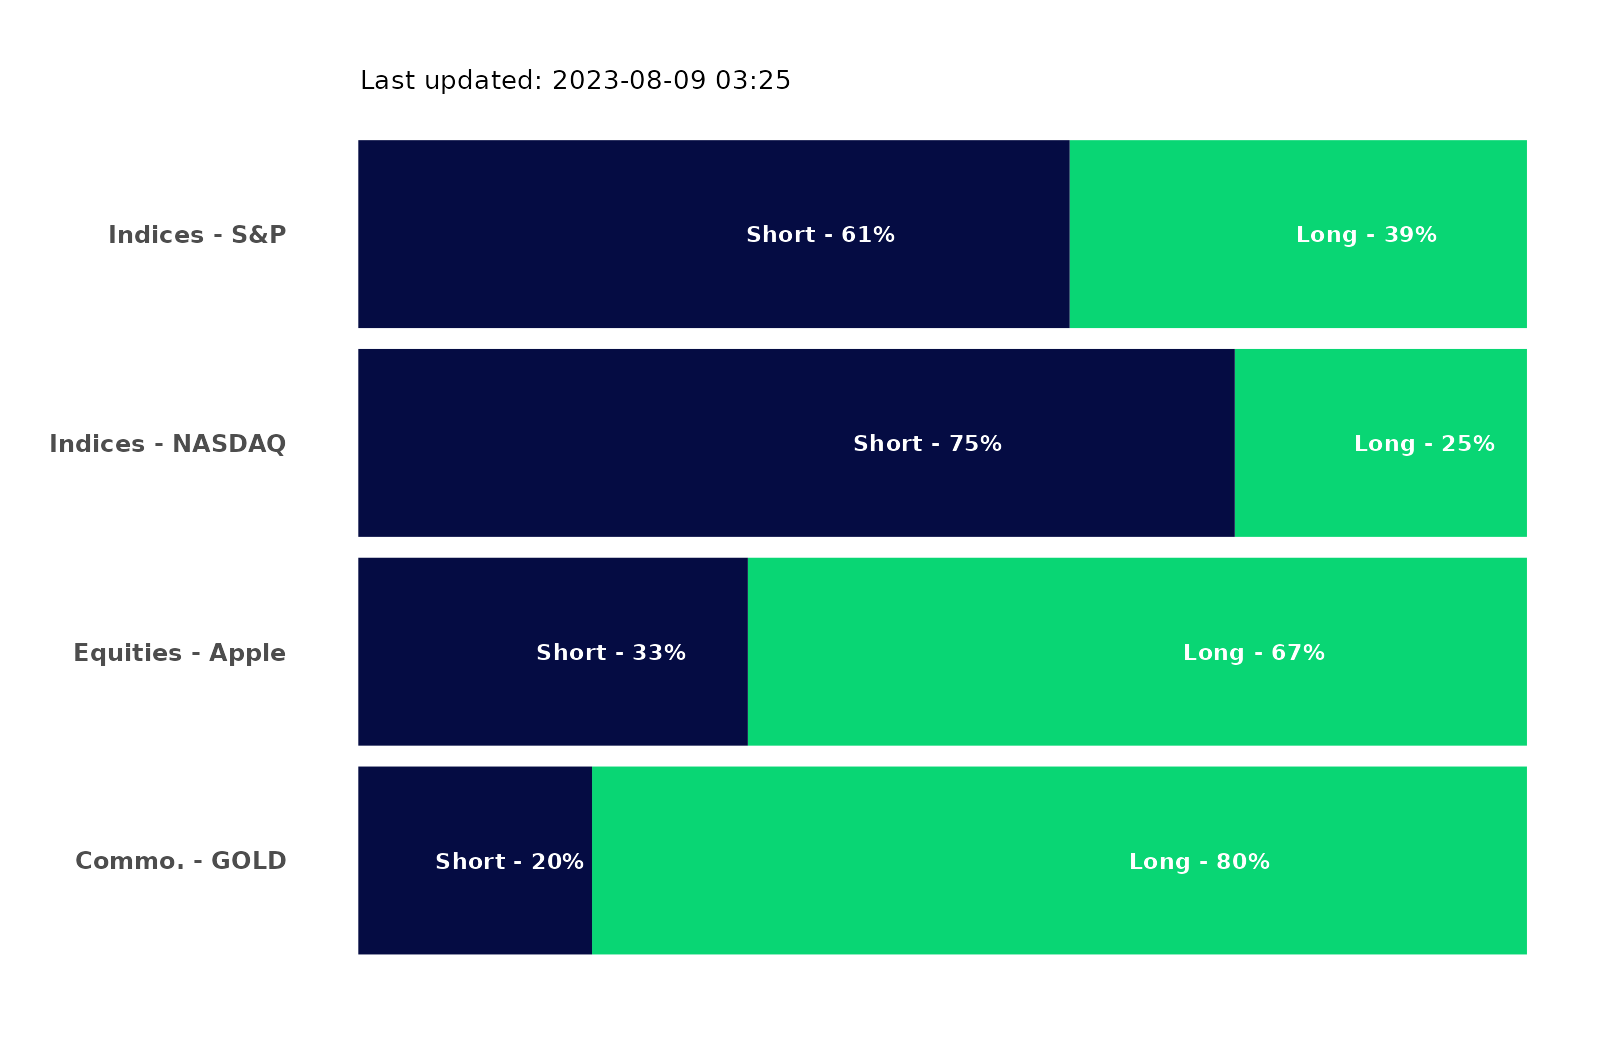 Last updated: 2023-08-09 03:25
Indices - S&P Short - 61% Long - 39%
Indices - NASDAQ Short - 75% Long - 25%
Equities - Apple Short - 33% Long - 67%
Commo. - GOLD Short - 20% Long - 80%